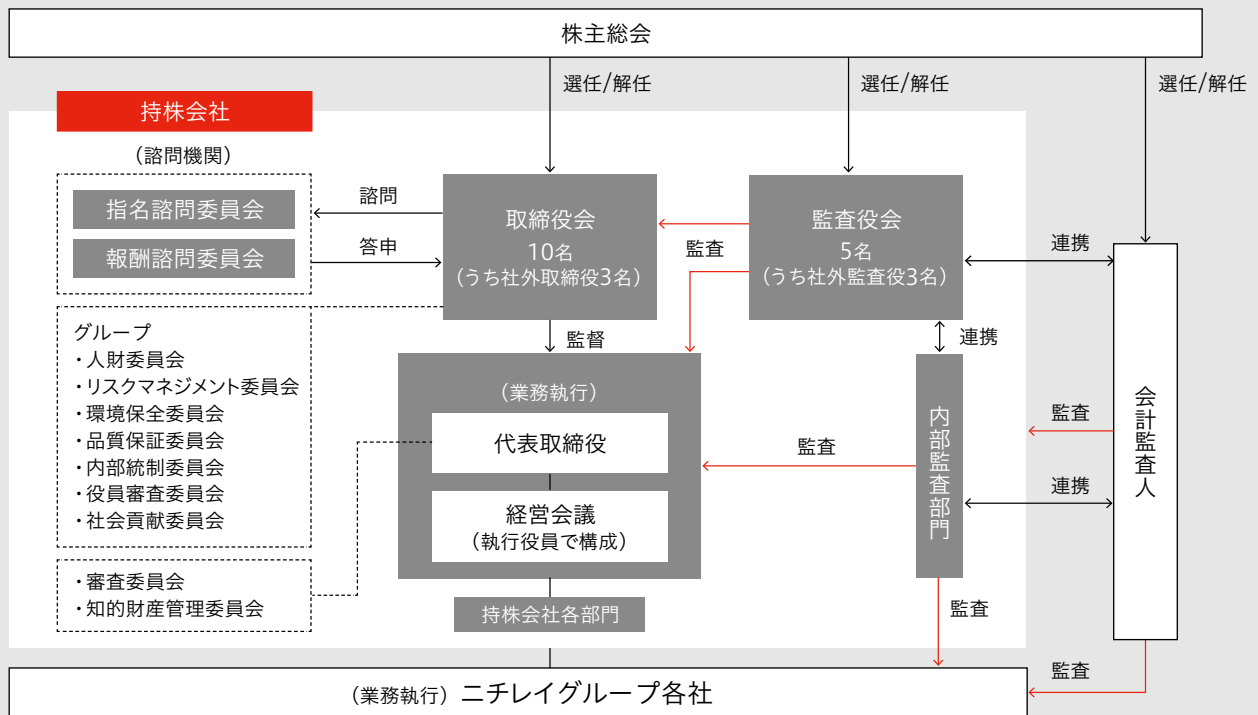 株主総会
選任/解任
選任/解任
選任/解任
持株会社
（諮問機関）
指名諮問委員会
報酬諮問委員会
諮問
答申
取締役会
10名
（うち社外取締役3名）
監査
監査役会
5名
（うち社外監査役3名）
連携
グループ
・人財委員会
・リスクマネジメント委員会
・環境保全委員会
・品質保証委員会
・内部統制委員会
・役員審査委員会
・社会貢献委員会
監督
連携
（業務執行）
代表取締役
経営会議
（執行役員で構成）
監査
内部監査部門
監査
連携
会計監査人
・審査委員会
・知的財産管理委員会
持株会社各部門
監査
監査
（業務執行）ニチレイグループ各社